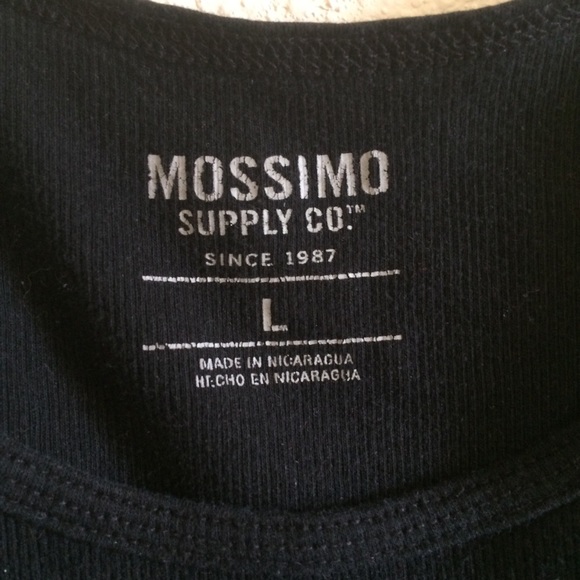 MOSSIMO
SUPPLY CO.™
SINCE 1987
L
MADE IN NICARAGUA
HECHO EN NICARAGUA